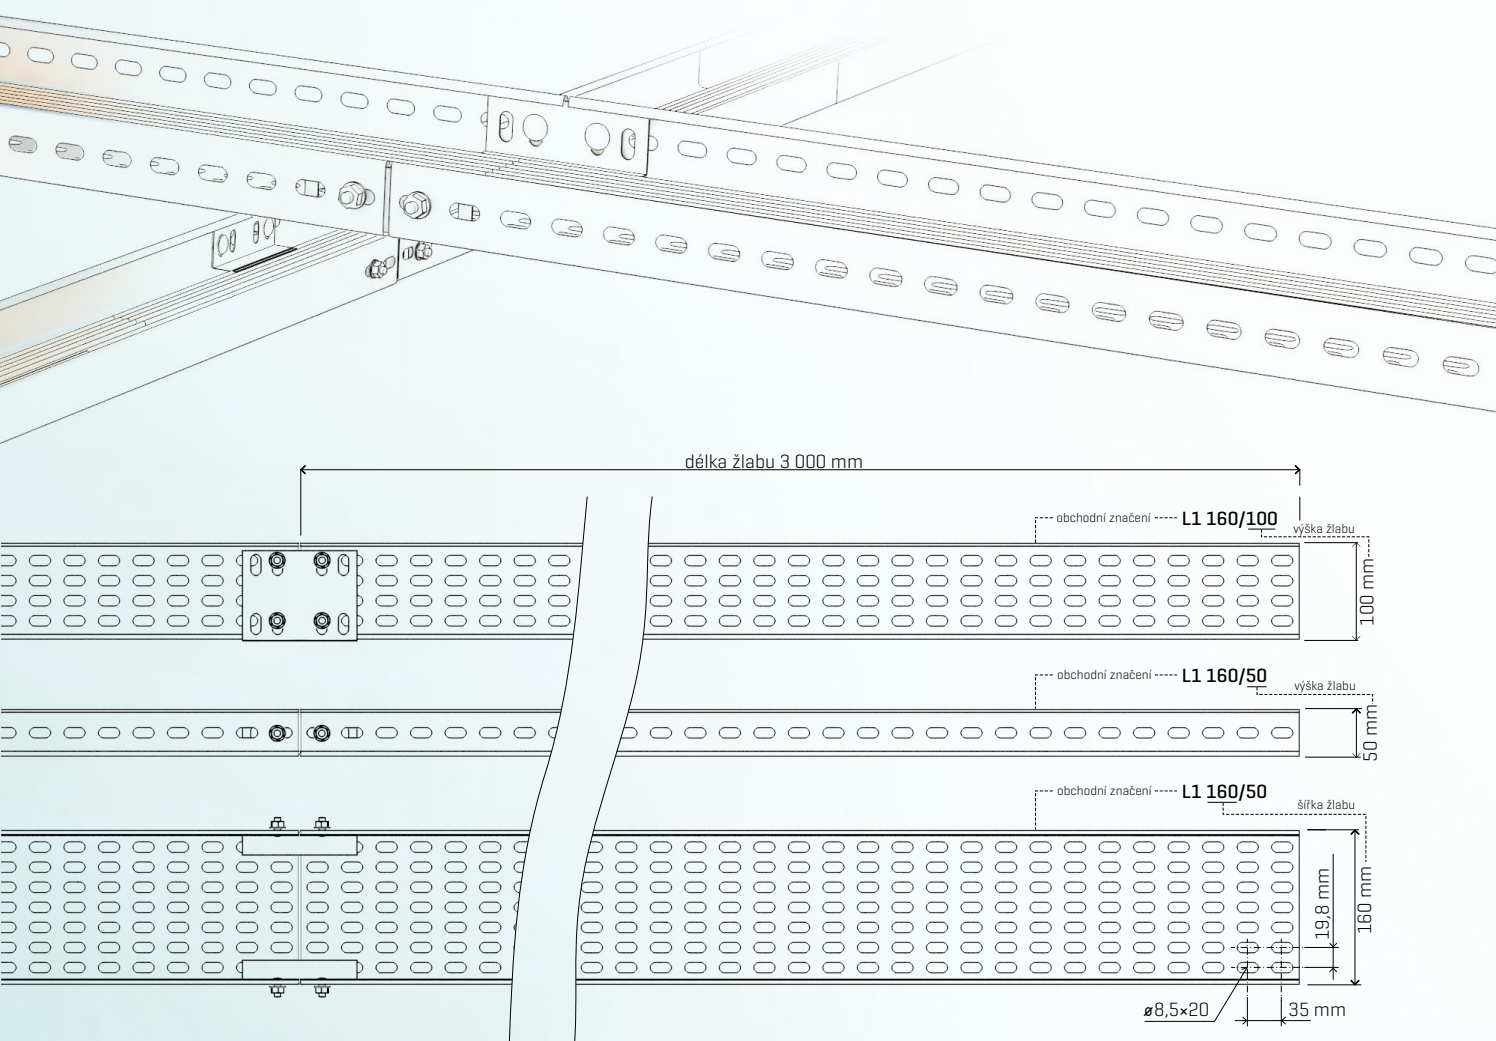 délka žlabu 3 000 mm
obchodní značení L1 160/100
výška žlabu
100 mm
obchodní značení L1 160/50
výška žlabu
50 mm
obchodní značení L1 160/50
šířka žlabu
19,8 mm
160 mm
ø8,5×20
35 mm